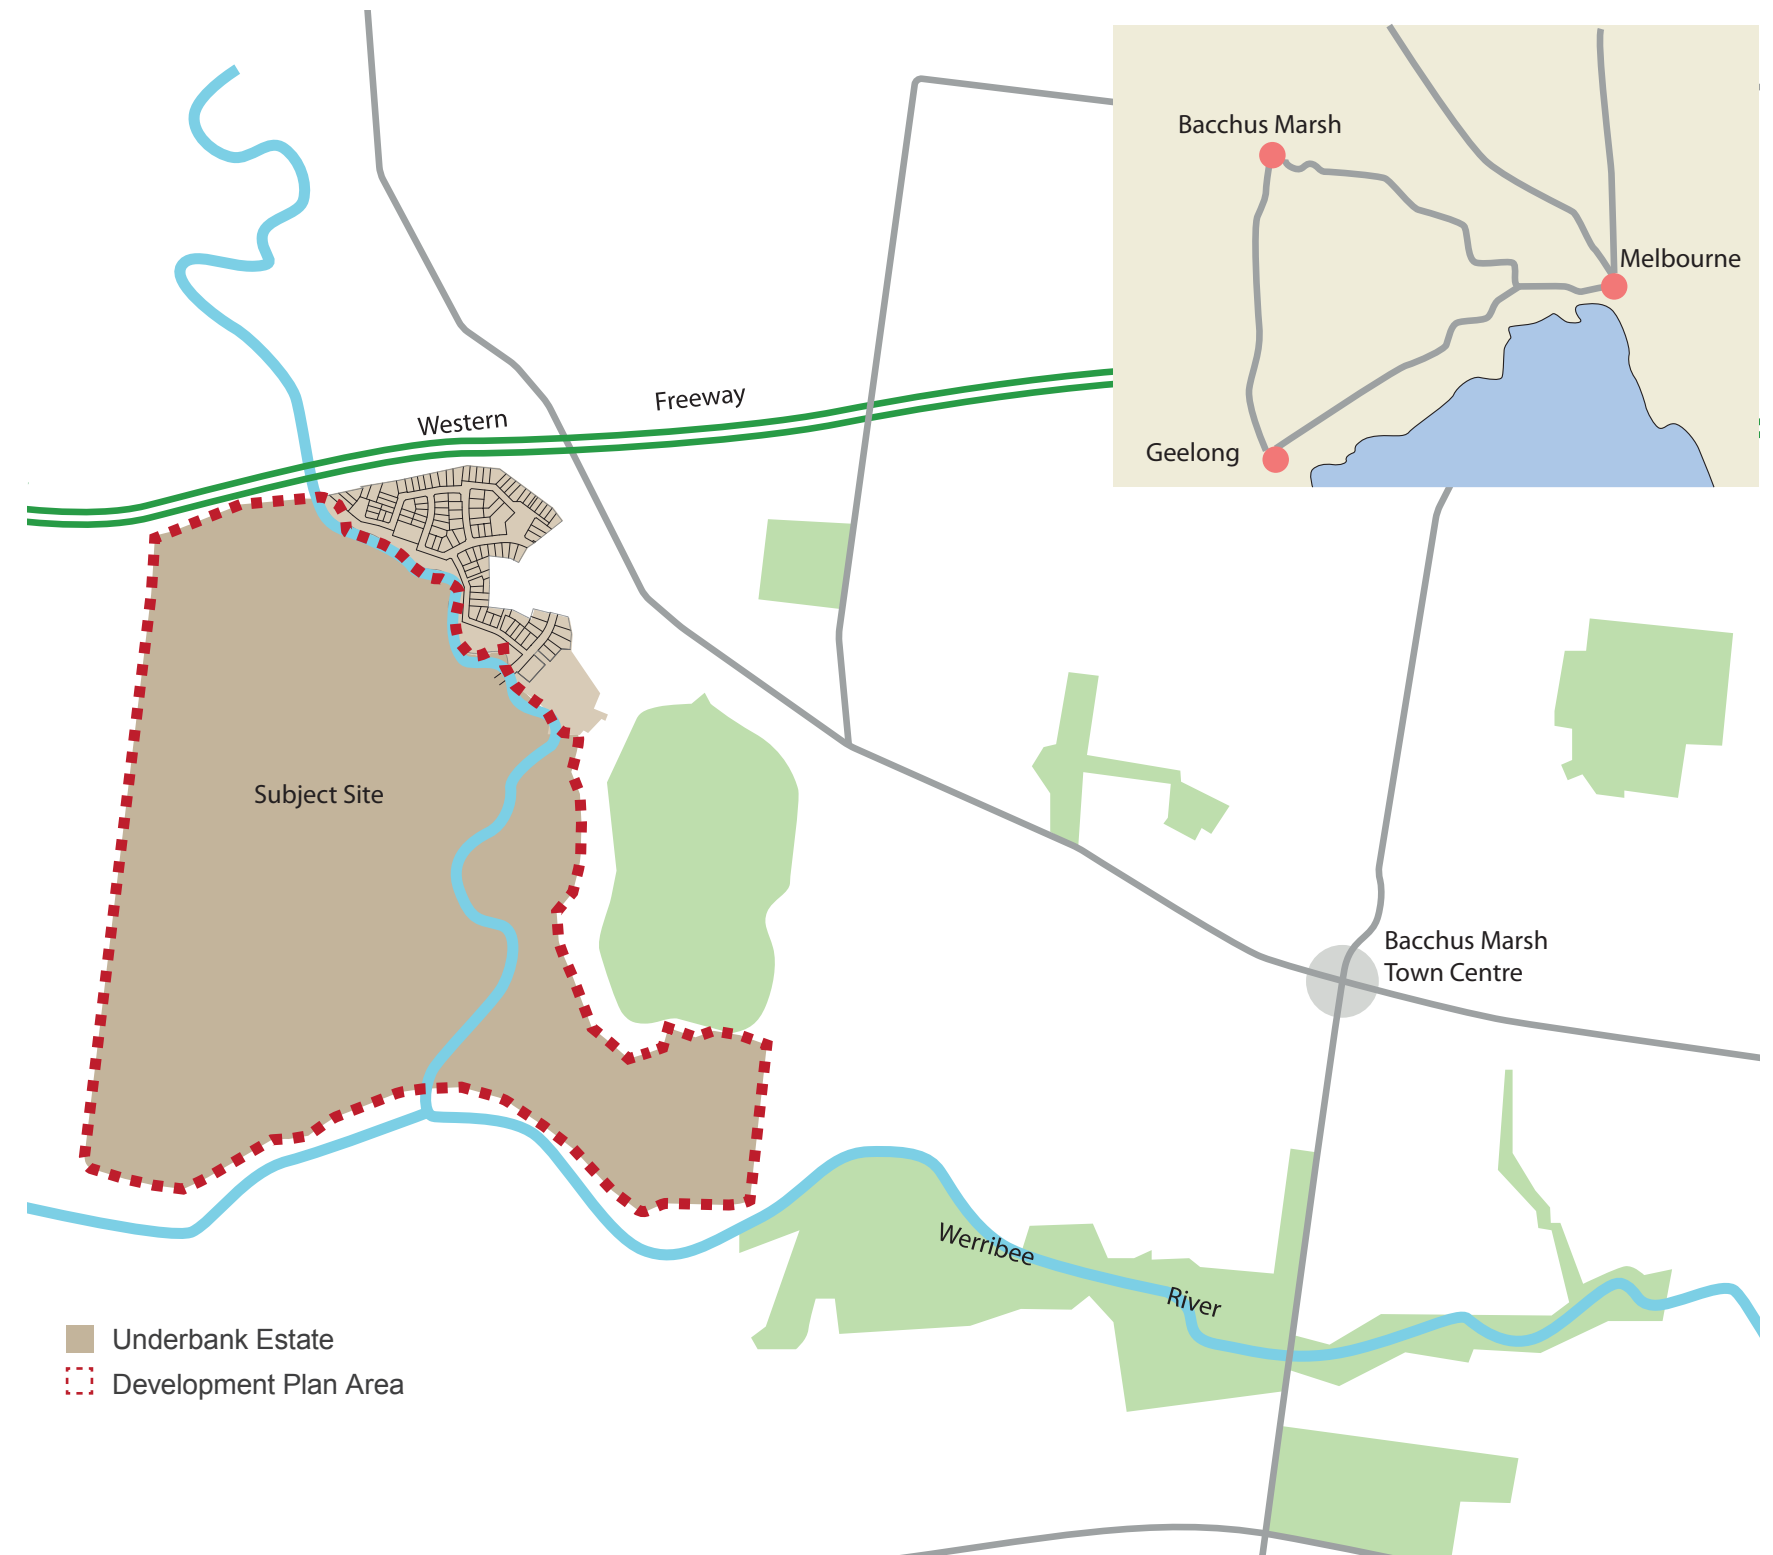 Bacchus Marsh
Melbourne
Geelong
Western Freeway
Subject Site
Bacchus Marsh
Town Centre
Werribee River
Underbank Estate
Development Plan Area